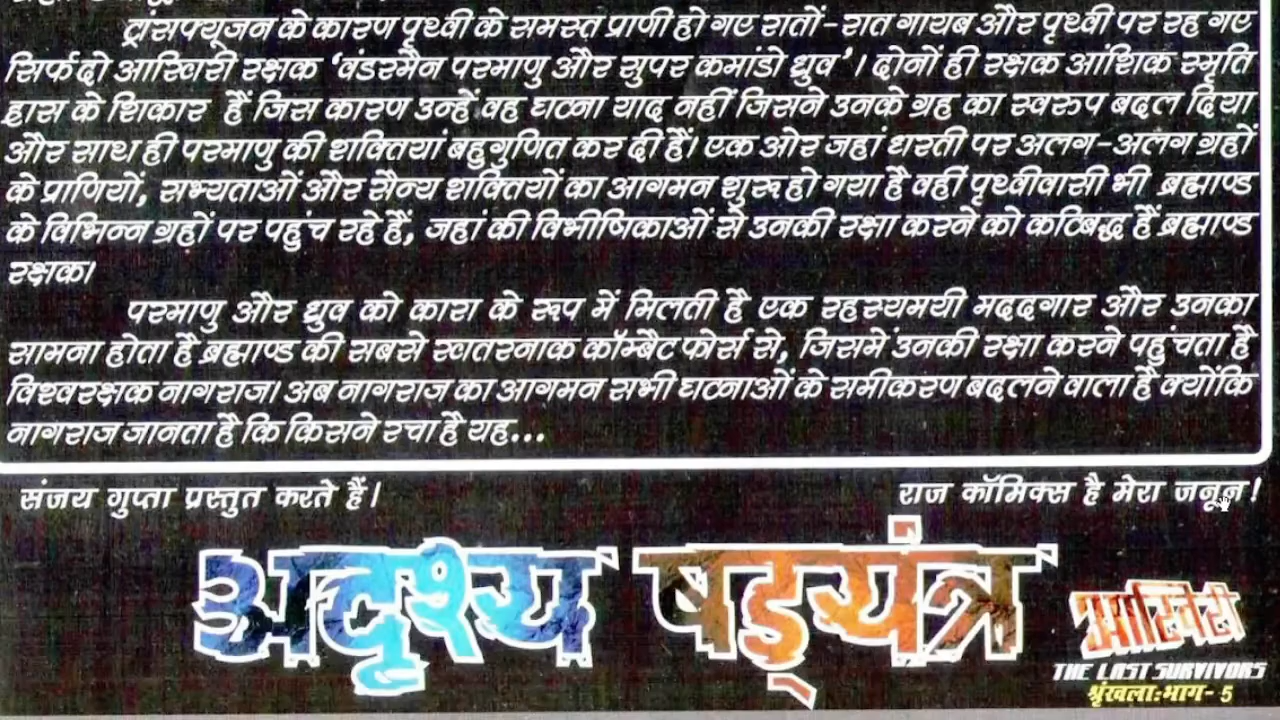 ट्रांसफ्यूजन के कारण पृथ्वी के समस्त प्राणी हो गए रातों-रात गायब और पृथ्वी पर रह गए
सिर्फ दो आखिरी रक्षक 'वंडरमैन परमाणु और सुपर कमांडो ध्रुव'। दोनों ही रक्षक आंशिक स्मृति
ह्रास के शिकार हैं जिस कारण उन्हें वह घटना याद नहीं जिसने उनके ग्रह का स्वरुप बदल दिया
और साथ ही परमाणु की शक्तियां बहुगुणित कर दी हैं। एक ओर जहां धरती पर अलग-अलग ग्रहों
के प्राणियों, सभ्यताओं और सैन्य शक्तियों का आगमन शुरू हो गया है वहीं पृथ्वीवासी भी ब्रह्माण्ड
के विभिन्न ग्रहों पर पहुंच रहे हैं, जहां की विभीषिकाओं से उनकी रक्षा करने को कटिबद्ध हैं ब्रह्माण्ड
रक्षक।
परमाणु और ध्रुव को कारा के रूप में मिलती है एक रहस्यमयी मददगार और उनका
सामना होता है ब्रह्माण्ड की सबसे खतरनाक कॉम्बैट फोर्स से, जिसमें उनकी रक्षा करने पहुंचता है
विश्वरक्षक नागराज। अब नागराज का आगमन सभी घटनाओं के समीकरण बदलने वाला है क्योंकि
नागराज जानता है कि किसने रचा है यह...
संजय गुप्ता प्रस्तुत करते हैं।
राज कॉमिक्स है मेरा जनून!
अदृश्य षड्यंत्र
आखिरी
THE LAST SURVIVORS
श्रृंखला:भाग- 5